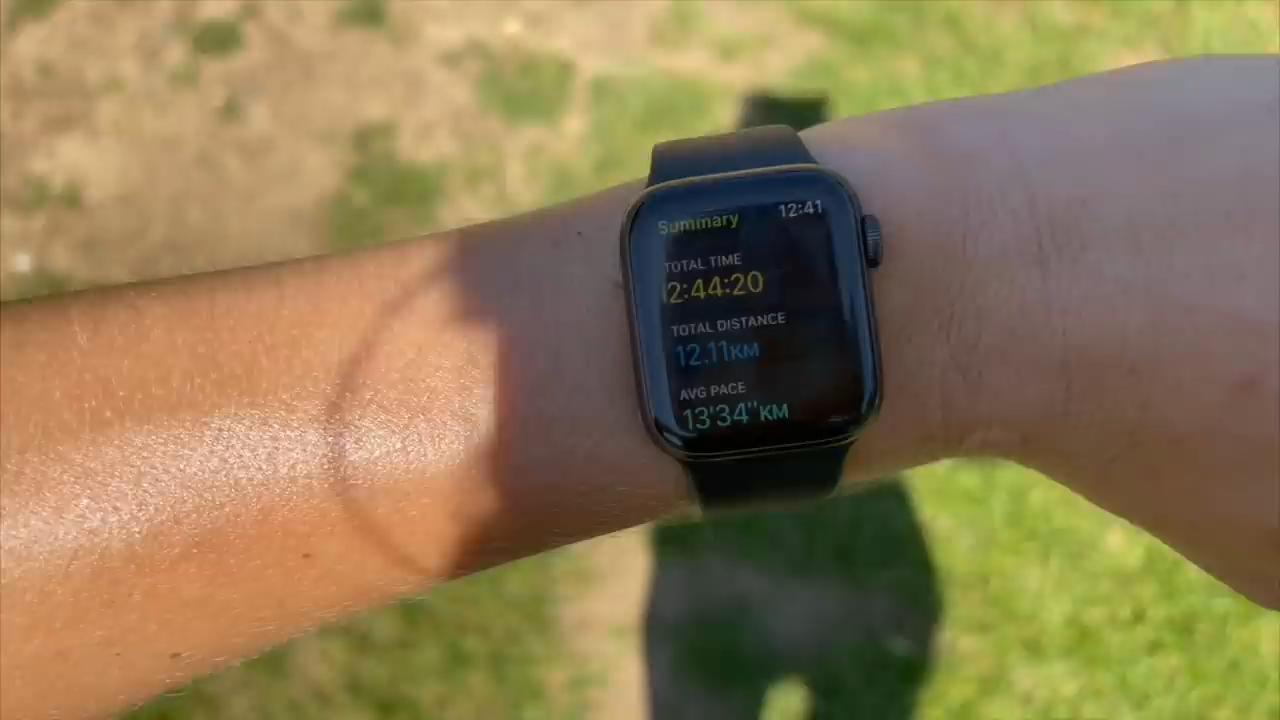 Summary 12:41
TOTAL TIME
2:44:20
TOTAL DISTANCE
12.11KM
AVG PACE
13'34"KM